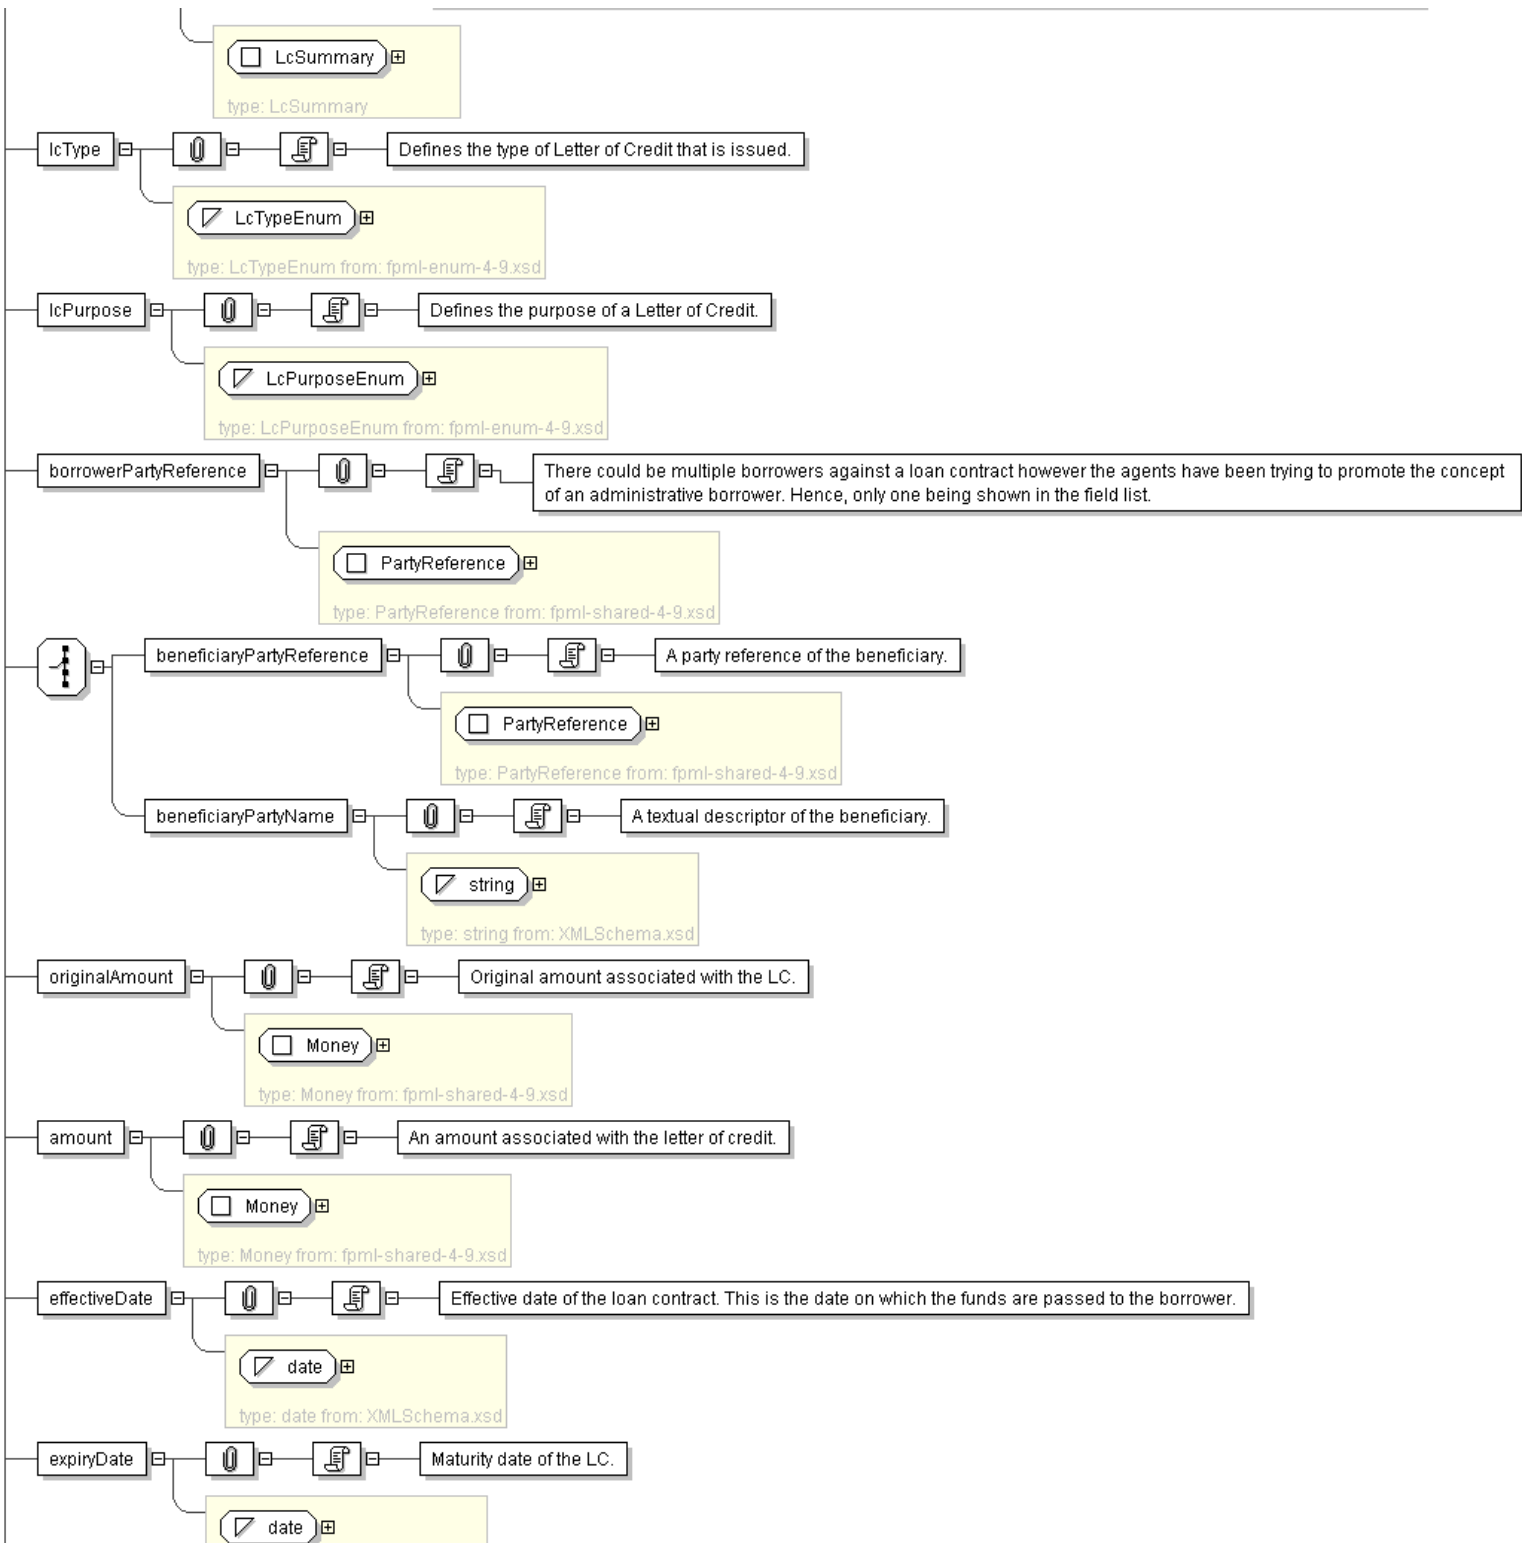 LcSummary
type: LcSummary
lcType
Defines the type of Letter of Credit that is issued.
LcTypeEnum
type: LcTypeEnum from: fpml-enum-4-9.xsd
lcPurpose
Defines the purpose of a Letter of Credit.
LcPurposeEnum
type: LcPurposeEnum from: fpml-enum-4-9.xsd
borrowerPartyReference
There could be multiple borrowers against a loan contract however the agents have been trying to promote the concept
of an administrative borrower. Hence, only one being shown in the field list.
PartyReference
type: PartyReference from: fpml-shared-4-9.xsd
beneficiaryPartyReference
A party reference of the beneficiary.
PartyReference
type: PartyReference from: fpml-shared-4-9.xsd
beneficiaryPartyName
A textual descriptor of the beneficiary.
string
type: string from: XMLSchema.xsd
originalAmount
Original amount associated with the LC.
Money
type: Money from: fpml-shared-4-9.xsd
amount
An amount associated with the letter of credit.
Money
type: Money from: fpml-shared-4-9.xsd
effectiveDate
Effective date of the loan contract. This is the date on which the funds are passed to the borrower.
date
type: date from: XMLSchema.xsd
expiryDate
Maturity date of the LC.
date